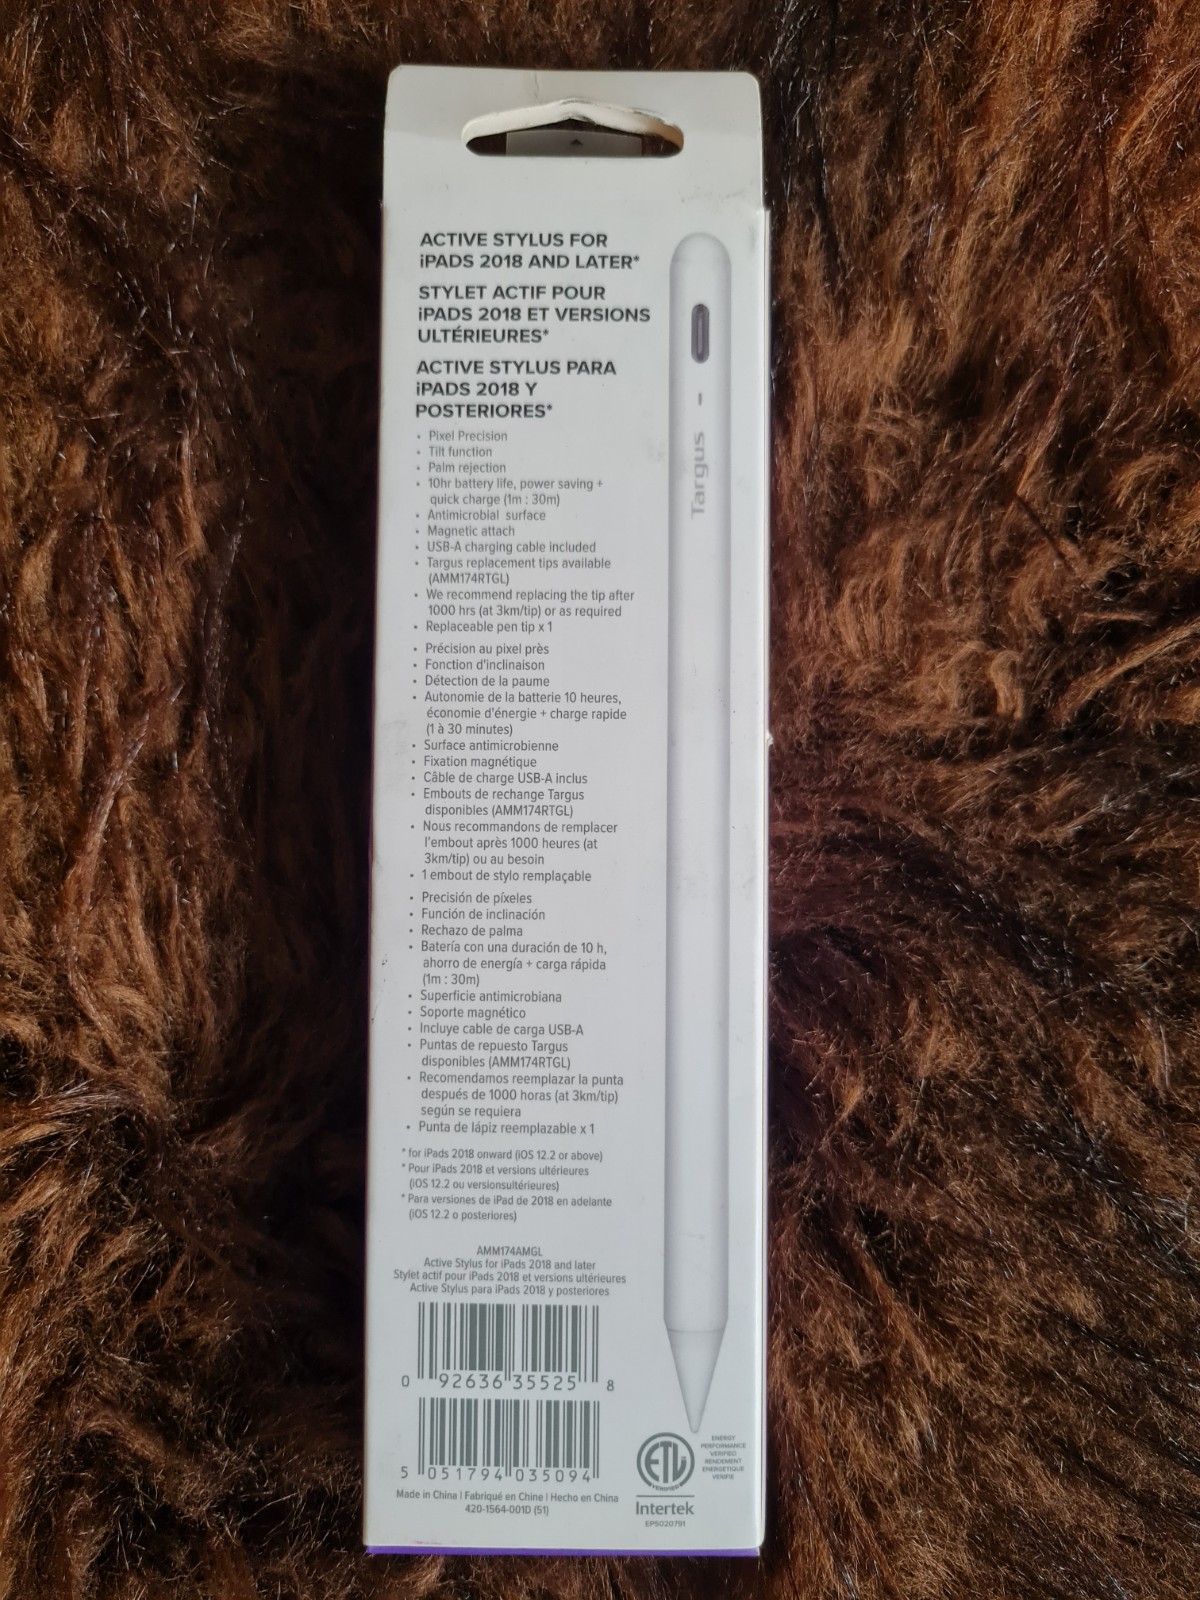 ACTIVE STYLUS FOR
iPADS 2018 AND LATER*
STYLET ACTIF POUR
iPADS 2018 ET VERSIONS
ULTÉRIEURES*
ACTIVE STYLUS PARA
iPADS 2018 Y
POSTERIORES*
• Pixel Precision
• Tilt function
• Palm rejection
• 10hr battery life, power saving +
quick charge (1m : 30m)
• Antimicrobial surface
• Magnetic attach
• USB-A charging cable included
• Targus replacement tips available
(AMM174RTGL)
• We recommend replacing the tip after
1000 hrs (at 3km/tip) or as required
• Replaceable pen tip x 1
• Précision au pixel près
• Fonction d'inclinaison
• Détection de la paume
• Autonomie de la batterie 10 heures,
économie d'énergie + charge rapide
(1 à 30 minutes)
• Surface antimicrobienne
• Fixation magnétique
• Câble de charge USB-A inclus
• Embouts de rechange Targus
disponibles (AMM174RTGL)
• Nous recommandons de remplacer
l'embout après 1000 heures (at
3km/tip) ou au besoin
• 1 embout de stylo remplaçable
• Precisión de píxeles
• Función de inclinación
• Rechazo de palma
• Batería con una duración de 10 h,
ahorro de energía + carga rápida
(1m : 30m)
• Superficie antimicrobiana
• Soporte magnético
• Incluye cable de carga USB-A
• Puntas de repuesto Targus
disponibles (AMM174RTGL)
• Recomendamos reemplazar la punta
después de 1000 horas (at 3km/tip)
según se requiera
• Punta de lápiz reemplazable x 1
* for iPads 2018 onward (iOS 12.2 or above)
* Pour iPads 2018 et versions ultérieures
(iOS 12.2 ou versionsultérieures)
* Para versiones de iPad de 2018 en adelante
(iOS 12.2 o posteriores)
AMM174AMGL
Active Stylus for iPads 2018 and later
Stylet actif pour iPads 2018 et versions ultérieures
Active Stylus para iPads 2018 y posteriores
0 92636 35525 8
5 051794 035094
Made in China | Fabriqué en Chine | Hecho en China
420-1564-001D (51)
Targus
ETL
VERIFIED
Intertek
EPS020791
ENERGY
PERFORMANCE
VERIFIED
RENDEMENT
ENERGETIQUE
VERIFIE